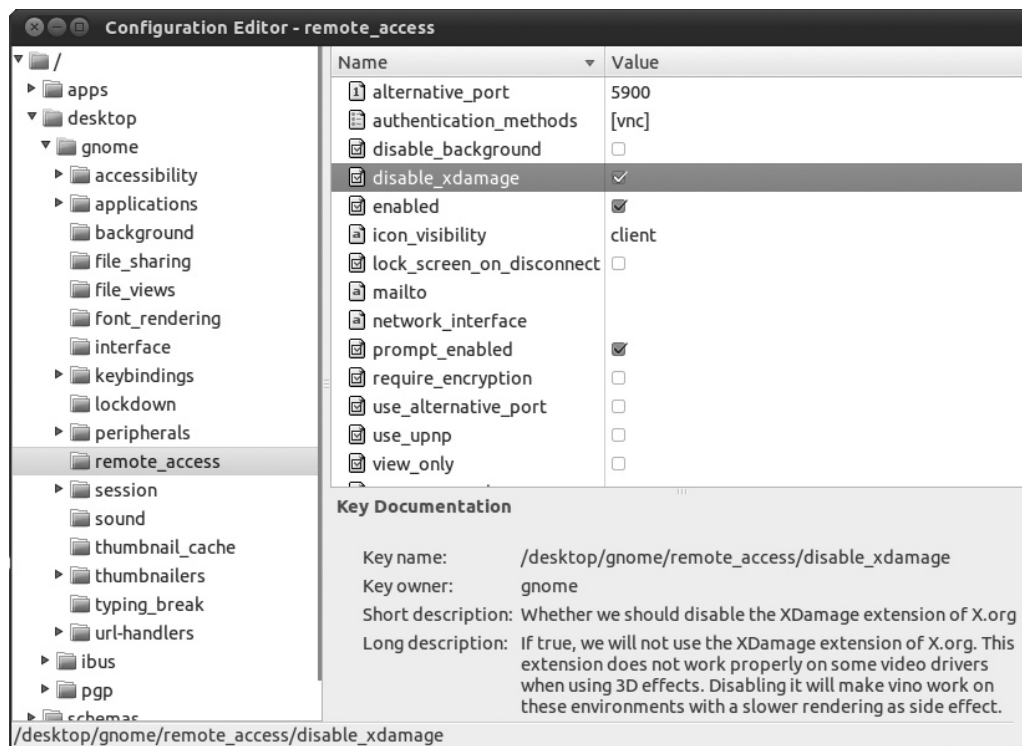 Configuration Editor - remote_access
/
apps
desktop
gnome
accessibility
applications
background
file_sharing
file_views
font_rendering
interface
keybindings
lockdown
peripherals
remote_access
session
sound
thumbnail_cache
thumbnailers
typing_break
url-handlers
ibus
pgp
schemas
Name Value
alternative_port 5900
authentication_methods [vnc]
disable_background
disable_xdamage
enabled
icon_visibility client
lock_screen_on_disconnect
mailto
network_interface
prompt_enabled
require_encryption
use_alternative_port
use_upnp
view_only
Key Documentation
Key name: /desktop/gnome/remote_access/disable_xdamage
Key owner: gnome
Short description: Whether we should disable the XDamage extension of X.org
Long description: If true, we will not use the XDamage extension of X.org. This
extension does not work properly on some video drivers
when using 3D effects. Disabling it will make vino work on
these environments with a slower rendering as side effect.
/desktop/gnome/remote_access/disable_xdamage